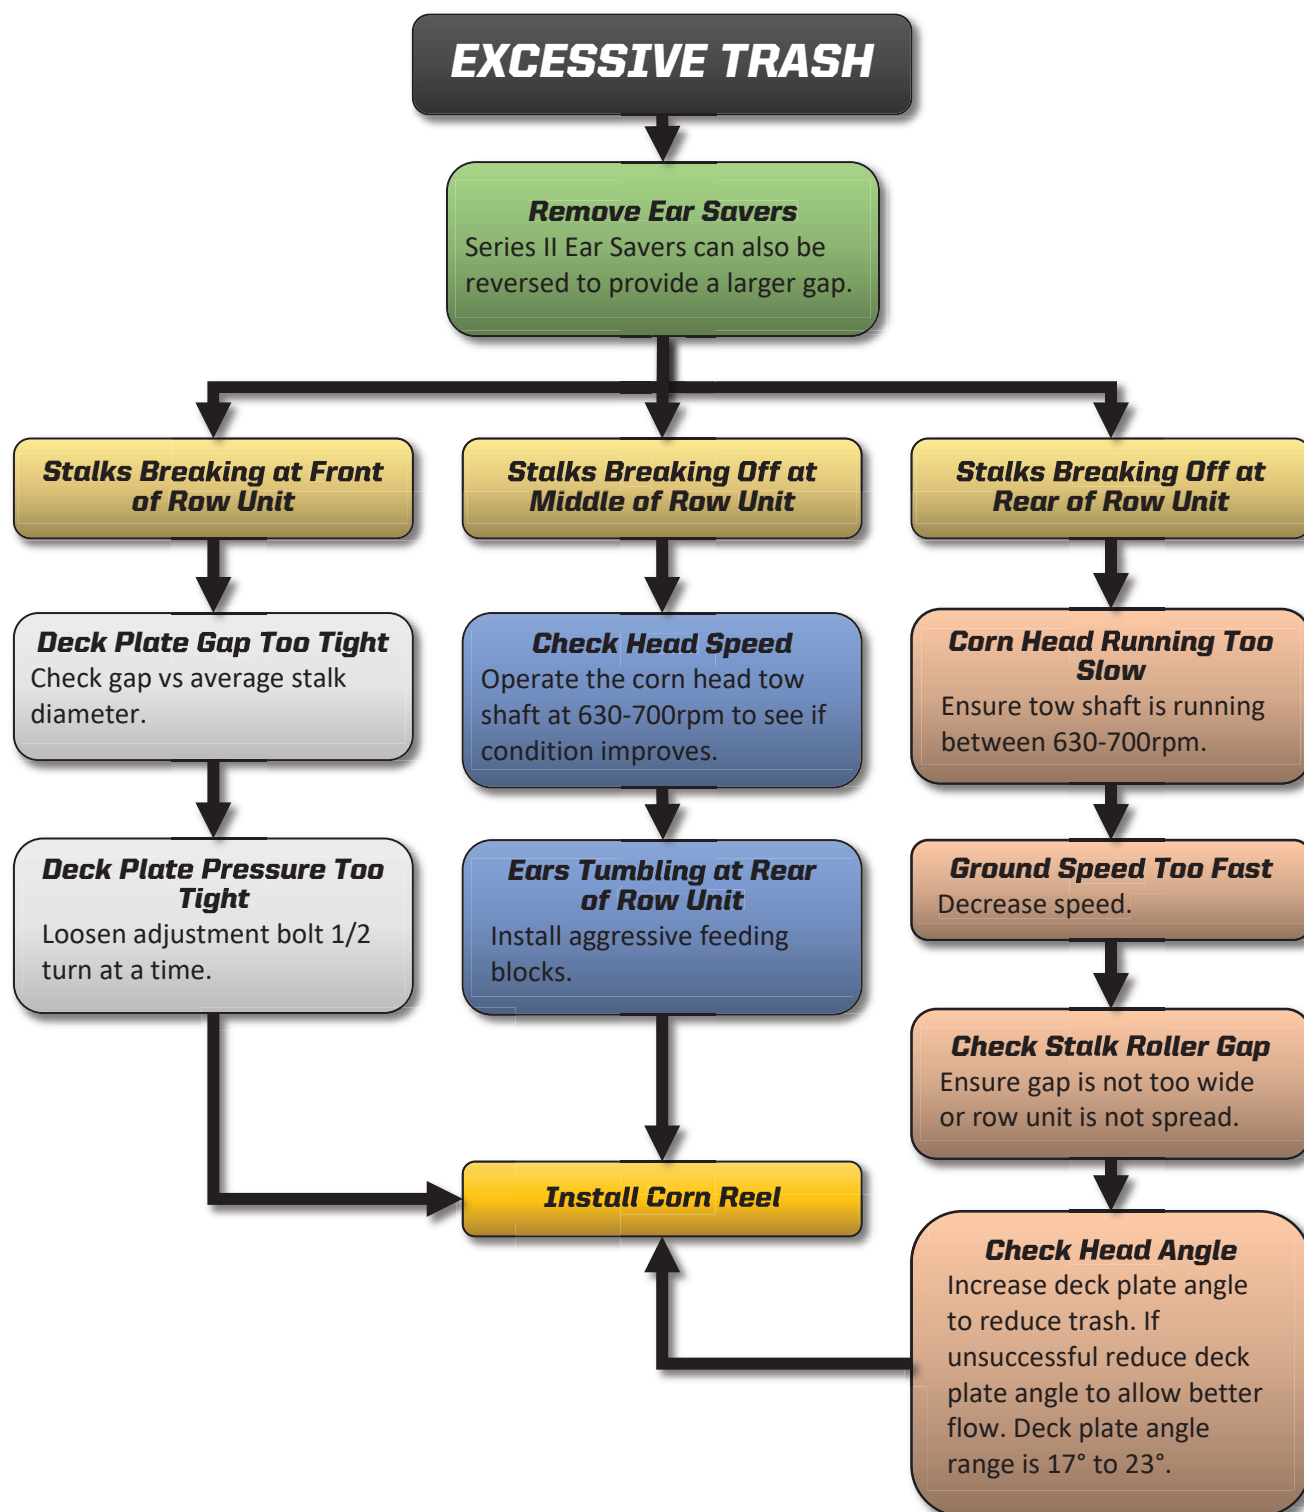 EXCESSIVE TRASH
Remove Ear Savers
Series II Ear Savers can also be
reversed to provide a larger gap.
Stalks Breaking at Front
of Row Unit
Deck Plate Gap Too Tight
Check gap vs average stalk
diameter.
Deck Plate Pressure Too
Tight
Loosen adjustment bolt 1/2
turn at a time.
Stalks Breaking Off at
Middle of Row Unit
Check Head Speed
Operate the corn head tow
shaft at 630-700rpm to see if
condition improves.
Ears Tumbling at Rear
of Row Unit
Install aggressive feeding
blocks.
Stalks Breaking Off at
Rear of Row Unit
Corn Head Running Too
Slow
Ensure tow shaft is running
between 630-700rpm.
Ground Speed Too Fast
Decrease speed.
Check Stalk Roller Gap
Ensure gap is not too wide
or row unit is not spread.
Check Head Angle
Increase deck plate angle
to reduce trash. If
unsuccessful reduce deck
plate angle to allow better
flow. Deck plate angle
range is 17° to 23°.
Install Corn Reel